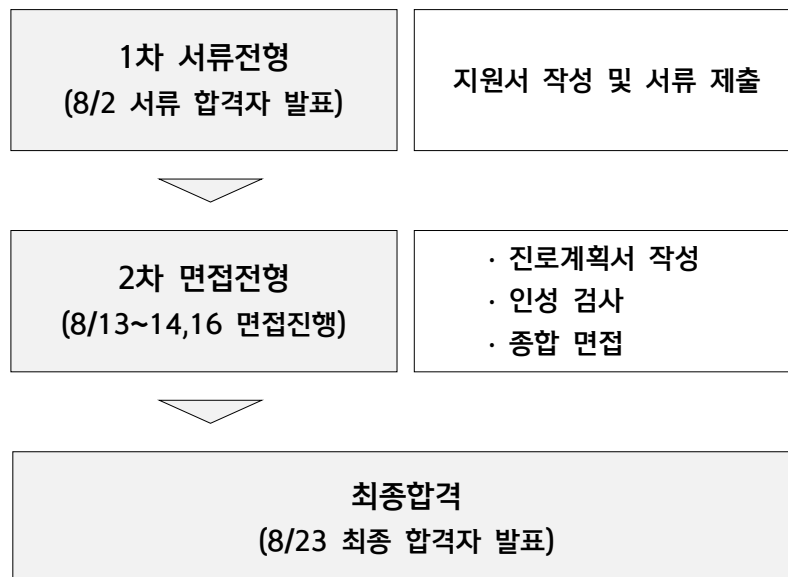 1차 서류전형
(8/2 서류 합격자 발표)
지원서 작성 및 서류 제출
2차 면접전형
(8/13~14,16 면접진행)
· 진로계획서 작성
· 인성 검사
· 종합 면접
최종합격
(8/23 최종 합격자 발표)